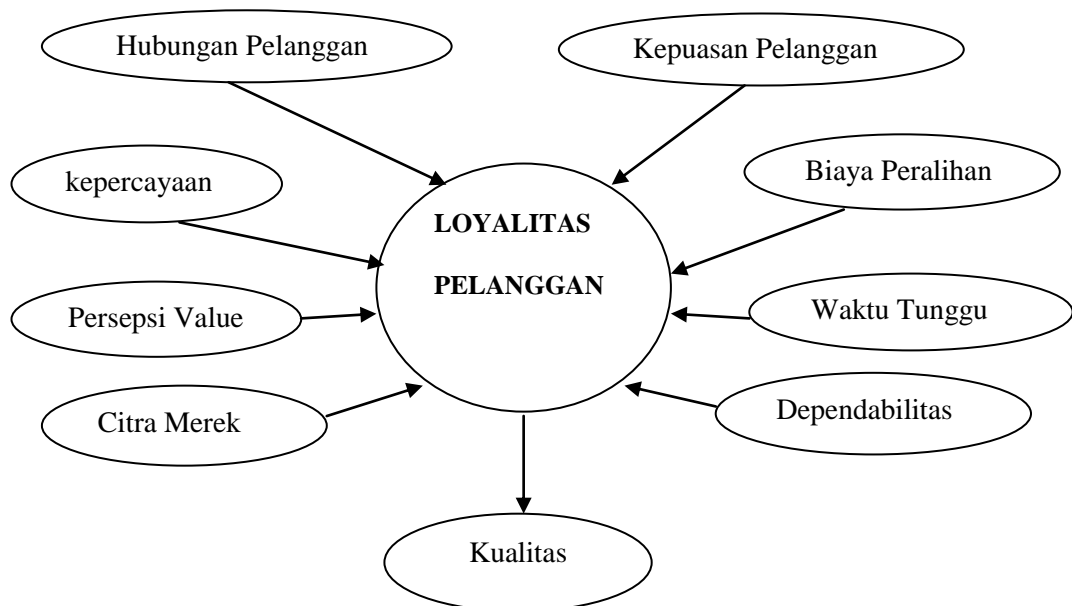 Hubungan Pelanggan
Kepuasan Pelanggan
kepercayaan
Biaya Peralihan
LOYALITAS
PELANGGAN
Persepsi Value
Waktu Tunggu
Citra Merek
Dependabilitas
Kualitas